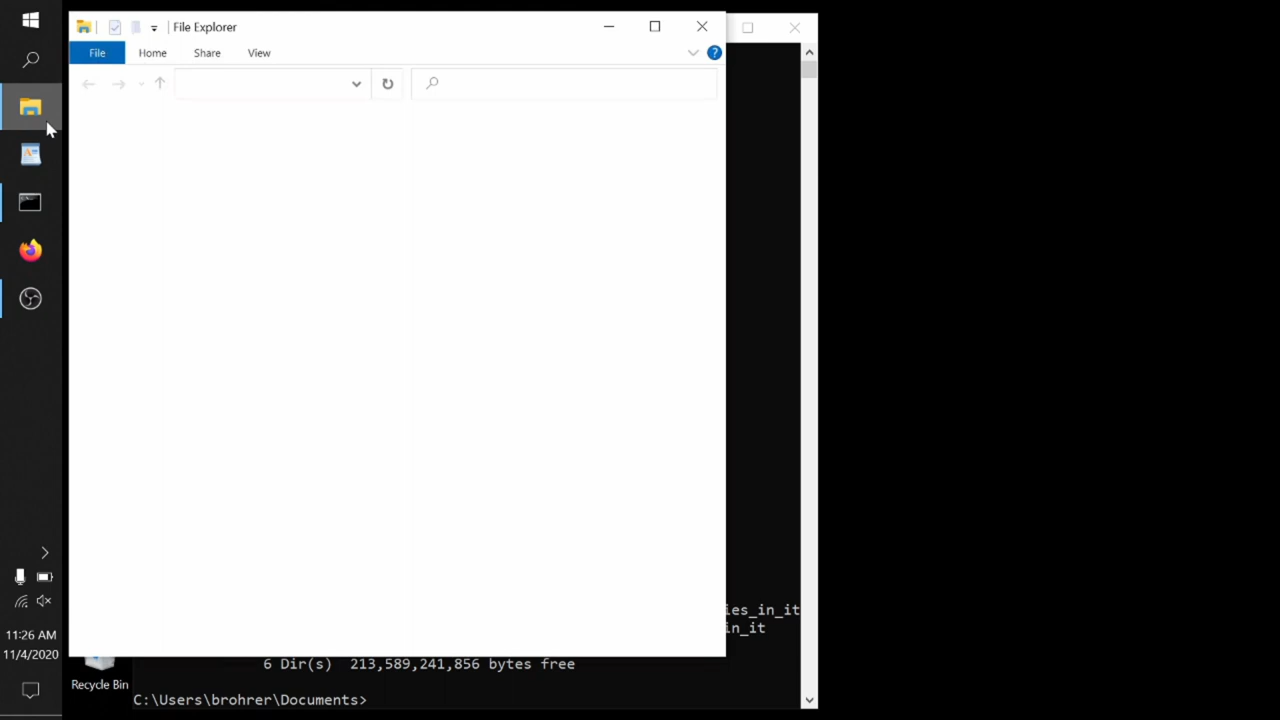 File Explorer
File Home Share View
ies_in_it
in_it
6 Dir(s) 213,589,241,856 bytes free
C:\Users\brohrer\Documents>
Recycle Bin
11:26 AM
11/4/2020